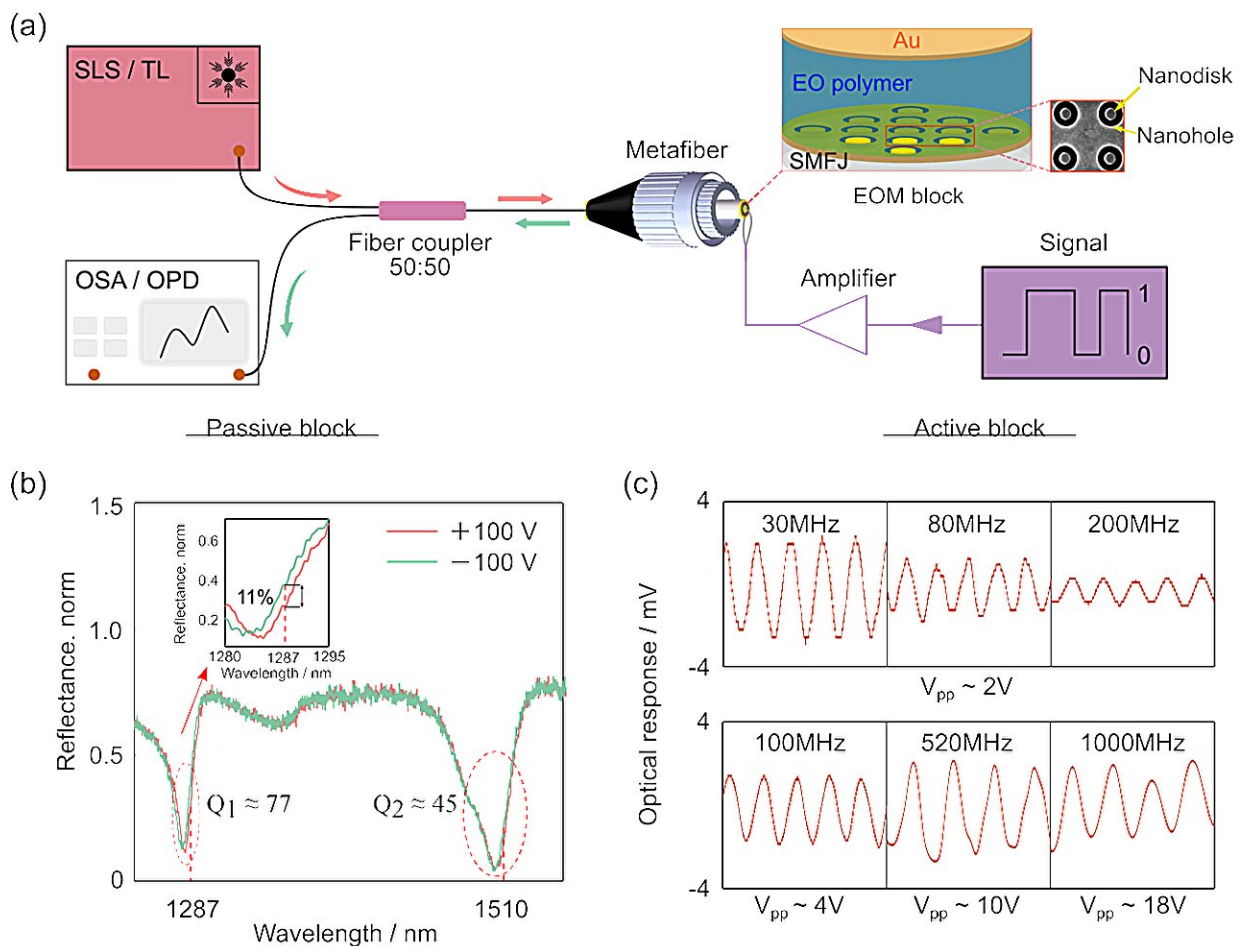 (a)
SLS / TL
Au
EO polymer
Nanodisk
Nanohole
SMFJ
EOM block
Metafiber
Fiber coupler
50:50
OSA / OPD
Amplifier
Signal
1
0
Passive block
Active block
(b)
1.5
1.0
0.5
0
Reflectance. norm
0.6
0.4
0.2
Reflectance. norm
11%
1280
1287
1295
Wavelength / nm
+100 V
−100 V
Q1 ≈ 77
Q2 ≈ 45
1287
1510
Wavelength / nm
(c)
Optical response / mV
4
-4
30MHz
80MHz
200MHz
Vpp ~ 2V
4
-4
100MHz
520MHz
1000MHz
Vpp ~ 4V
Vpp ~ 10V
Vpp ~ 18V